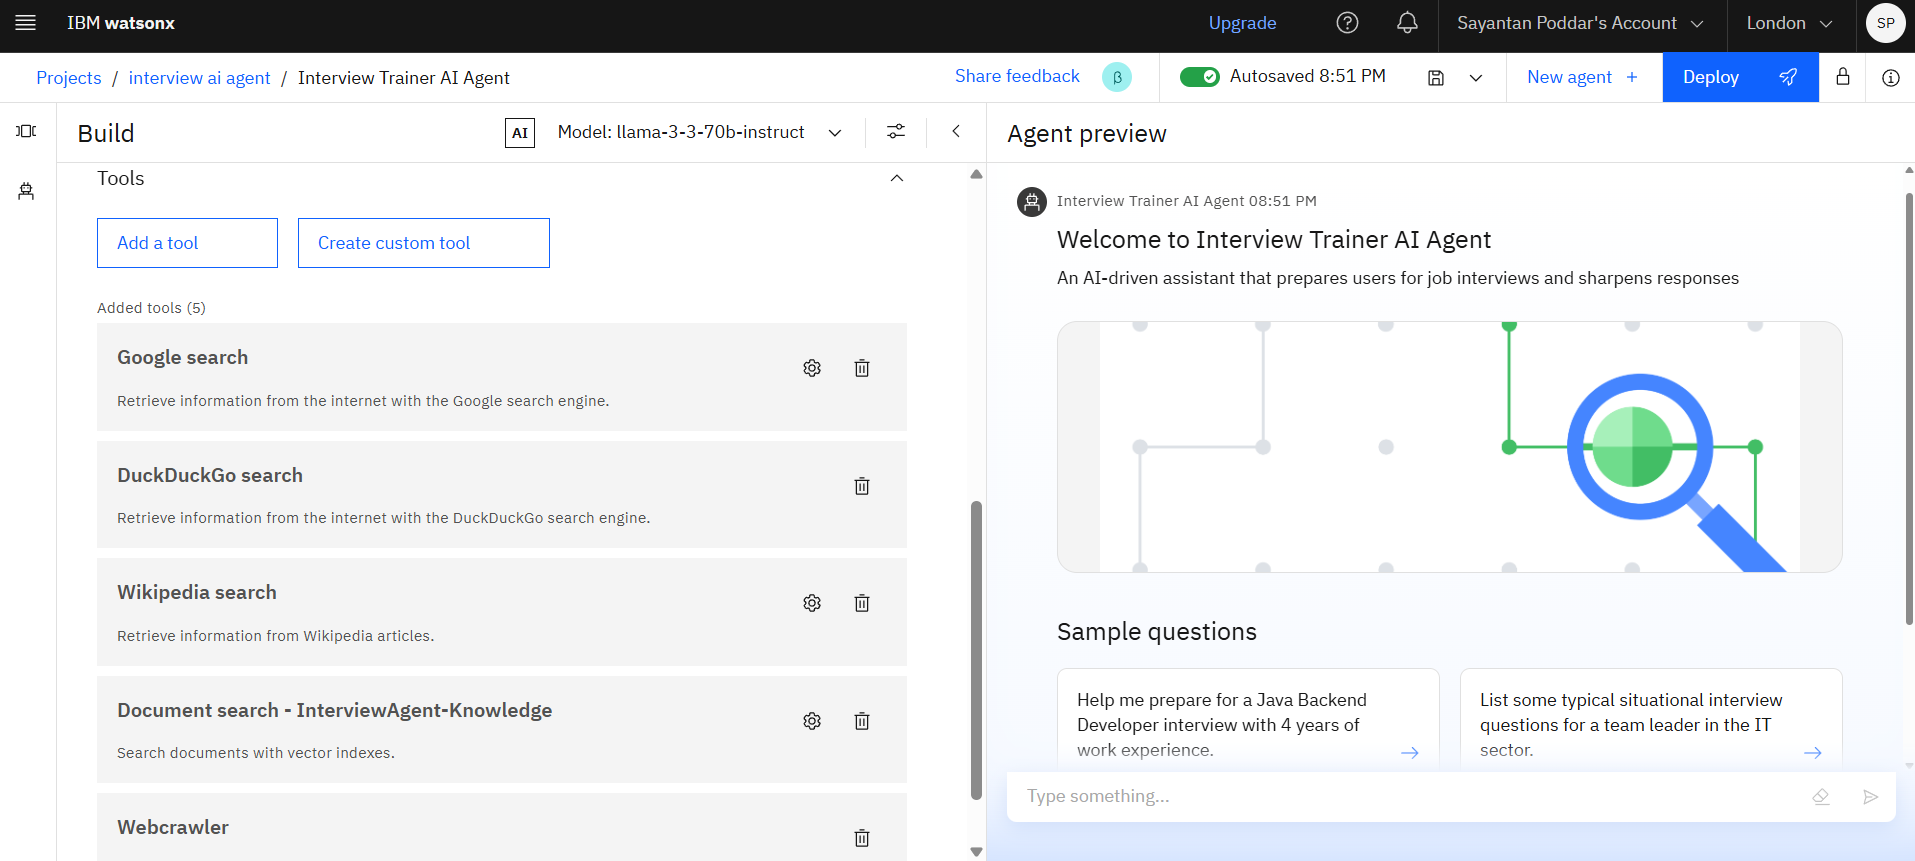 IBM watsonx
Upgrade
Sayantan Poddar's Account
London
SP
Projects / interview ai agent / Interview Trainer AI Agent
Share feedback
β
Autosaved 8:51 PM
New agent +
Deploy
Build
AI
Model: llama-3-3-70b-instruct
Tools
Add a tool
Create custom tool
Added tools (5)
Google search
Retrieve information from the internet with the Google search engine.
DuckDuckGo search
Retrieve information from the internet with the DuckDuckGo search engine.
Wikipedia search
Retrieve information from Wikipedia articles.
Document search - InterviewAgent-Knowledge
Search documents with vector indexes.
Webcrawler
Agent preview
Interview Trainer AI Agent 08:51 PM
Welcome to Interview Trainer AI Agent
An AI-driven assistant that prepares users for job interviews and sharpens responses
Sample questions
Help me prepare for a Java Backend
Developer interview with 4 years of
work experience.
List some typical situational interview
questions for a team leader in the IT
sector.
Type something...